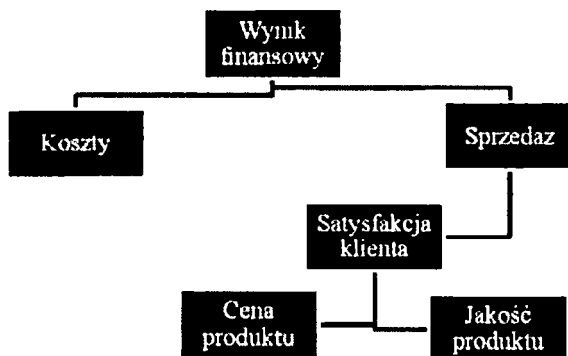 Wynik
finansowy
Koszty
Sprzedaz
Satysfakcja
klienta
Cena
produktu
Jakość
produktu